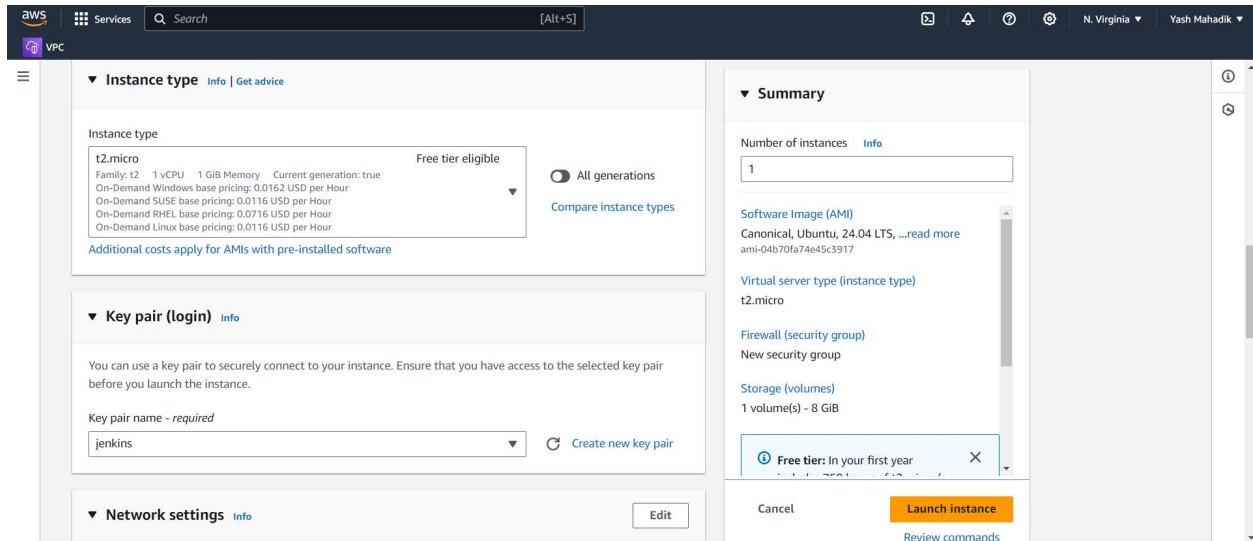 aws
Services
Search
[Alt+S]
N. Virginia
Yash Mahadik
VPC
Instance type Info | Get advice
Instance type
t2.micro Free tier eligible
Family: t2 1 vCPU 1 GiB Memory Current generation: true
On-Demand Windows base pricing: 0.0162 USD per Hour
On-Demand SUSE base pricing: 0.0116 USD per Hour
On-Demand RHEL base pricing: 0.0716 USD per Hour
On-Demand Linux base pricing: 0.0116 USD per Hour
All generations
Compare instance types
Additional costs apply for AMIs with pre-installed software
Key pair (login) Info
You can use a key pair to securely connect to your instance. Ensure that you have access to the selected key pair
before you launch the instance.
Key pair name - required
jenkins
Create new key pair
Network settings Info
Edit
Summary
Number of instances Info
1
Software Image (AMI)
Canonical, Ubuntu, 24.04 LTS, ...read more
ami-04b70fa74e45c3917
Virtual server type (instance type)
t2.micro
Firewall (security group)
New security group
Storage (volumes)
1 volume(s) - 8 GiB
Free tier: In your first year
Cancel
Launch instance
Review commands